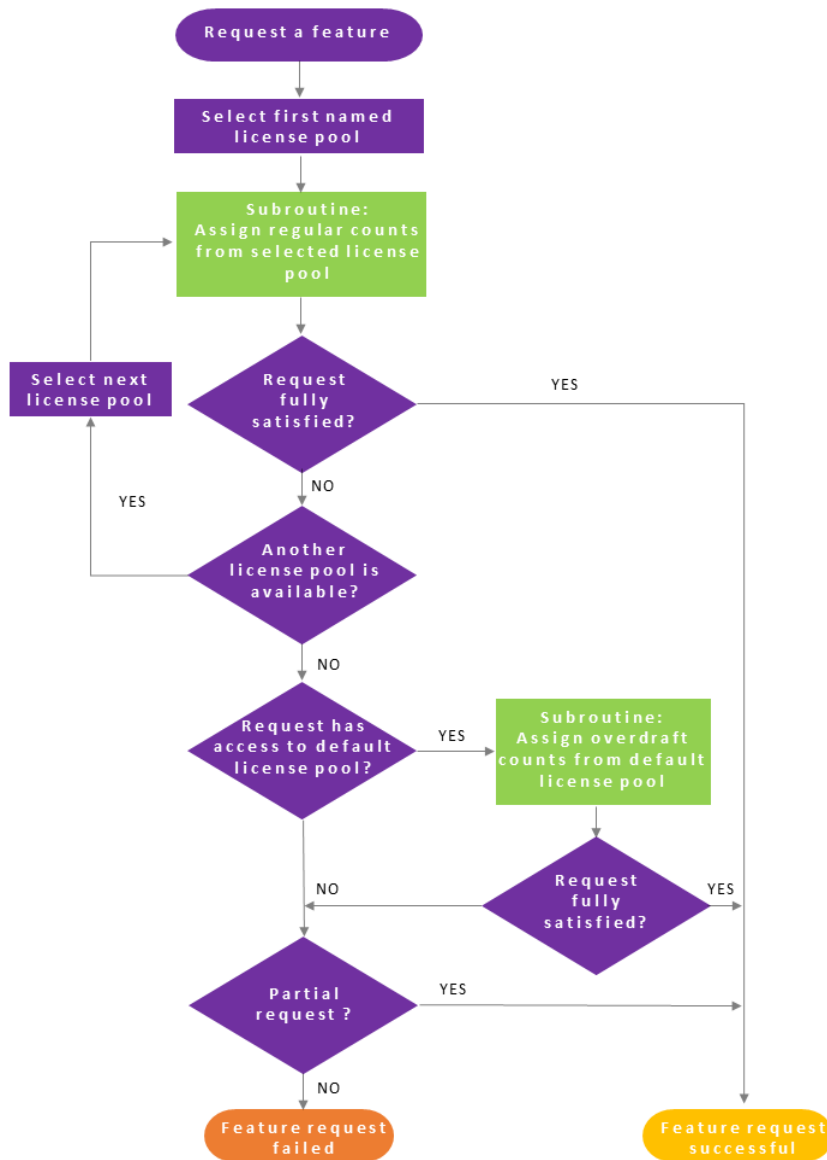 Request a feature
Select first named
license pool
Subroutine:
Assign regular counts
from selected license
pool
Select next
license pool
Request
fully
satisfied?
YES
NO
YES
Another
license pool is
available?
NO
Request has
access to default
license pool?
YES
Subroutine:
Assign overdraft
counts from default
license pool
NO
Request
fully
satisfied?
YES
Partial
request ?
YES
NO
Feature request
failed
Feature request
successful